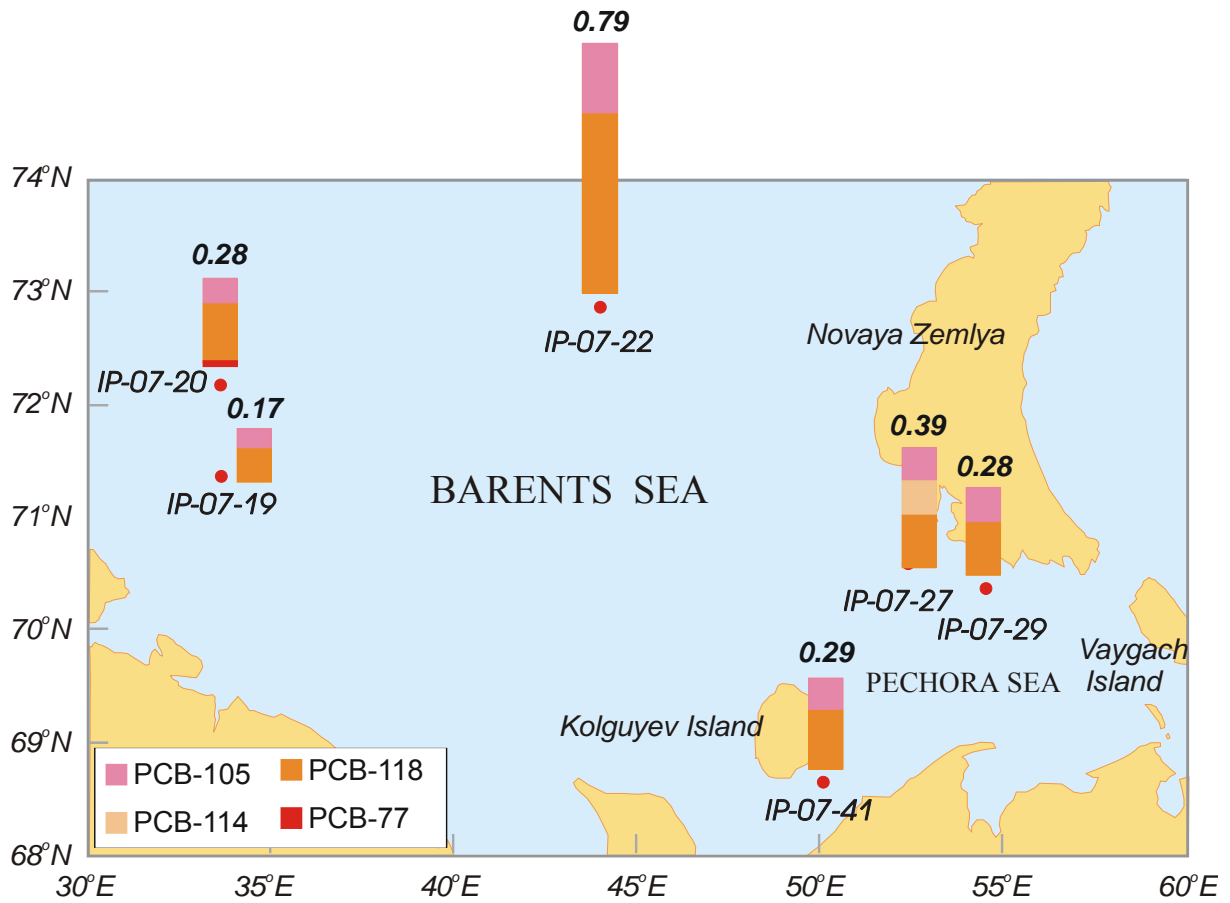 0.79
74°N
0.28
73°N
IP-07-22
Novaya Zemlya
IP-07-20
72°N
0.17
0.39
0.28
BARENTS SEA
IP-07-19
71°N
IP-07-27
70°N
IP-07-29
0.29
Vaygach
Island
PECHORA SEA
Kolguyev Island
69°N
PCB-105
PCB-118
PCB-114
PCB-77
IP-07-41
68°N
30°E
35°E
40°E
45°E
50°E
55°E
60°E